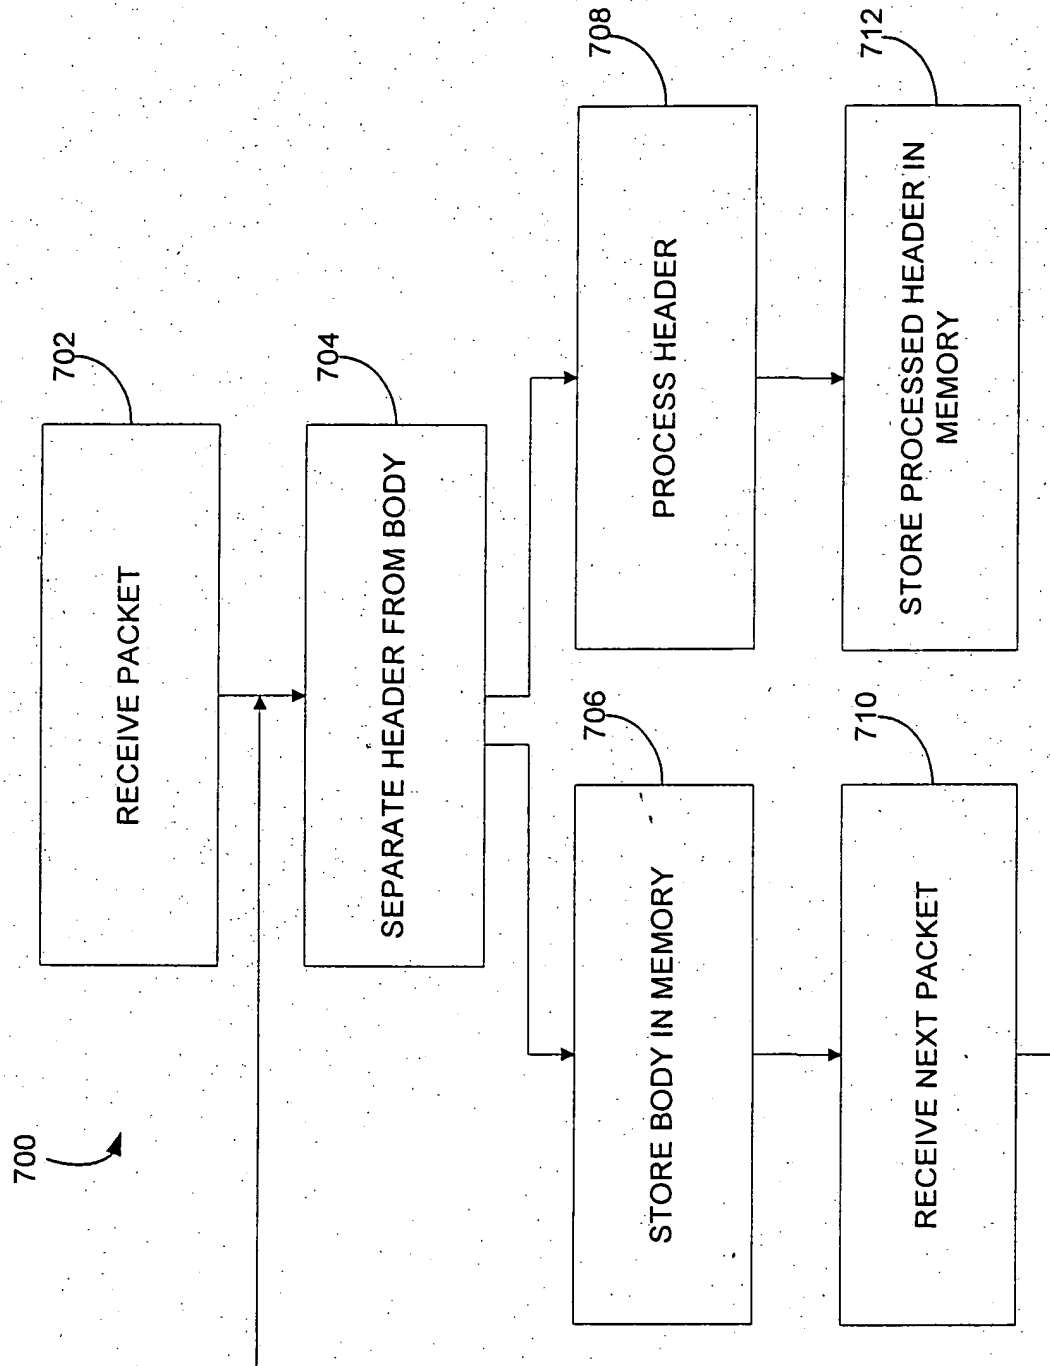 700
702
RECEIVE PACKET
704
SEPARATE HEADER FROM BODY
706
STORE BODY IN MEMORY
708
PROCESS HEADER
710
RECEIVE NEXT PACKET
712
STORE PROCESSED HEADER IN
MEMORY